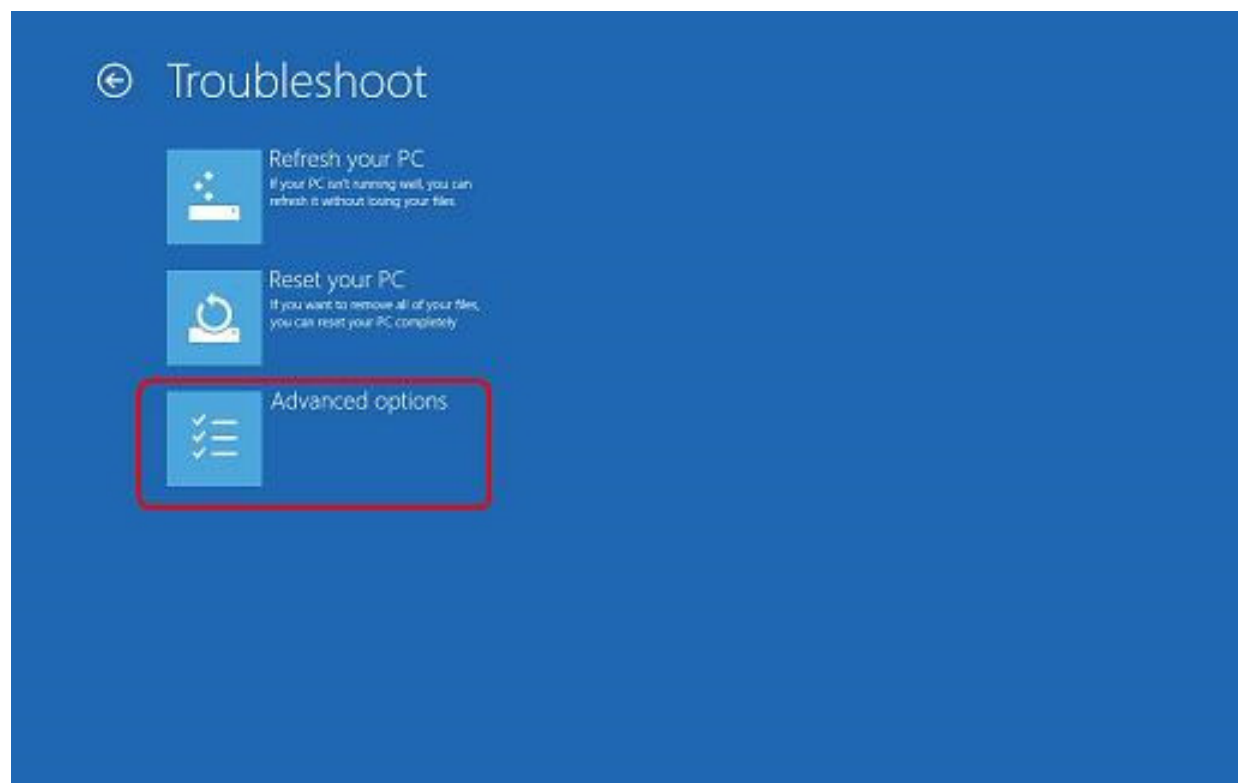 Troubleshoot
Refresh your PC
If your PC isn't running well, you can
refresh it without losing your files
Reset your PC
If you want to remove all of your files,
you can reset your PC completely
Advanced options